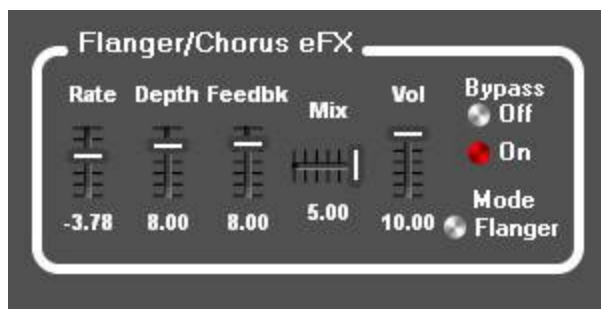 Flanger/Chorus eFX
Rate Depth Feedbk Mix Vol Bypass
Off
On
-3.78 8.00 8.00 5.00 10.00
Mode
Flanger